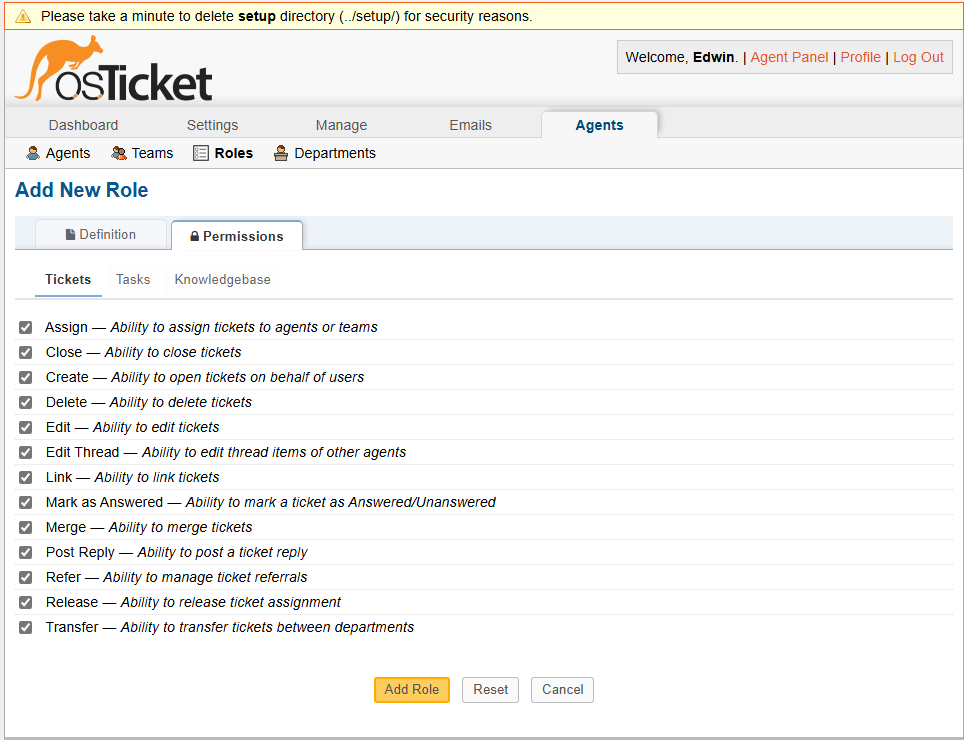 Please take a minute to delete setup directory (../setup/) for security reasons.
osTicket
Welcome, Edwin. | Agent Panel | Profile | Log Out
Dashboard Settings Manage Emails Agents
Agents Teams Roles Departments
Add New Role
Definition Permissions
Tickets Tasks Knowledgebase
Assign — Ability to assign tickets to agents or teams
Close — Ability to close tickets
Create — Ability to open tickets on behalf of users
Delete — Ability to delete tickets
Edit — Ability to edit tickets
Edit Thread — Ability to edit thread items of other agents
Link — Ability to link tickets
Mark as Answered — Ability to mark a ticket as Answered/Unanswered
Merge — Ability to merge tickets
Post Reply — Ability to post a ticket reply
Refer — Ability to manage ticket referrals
Release — Ability to release ticket assignment
Transfer — Ability to transfer tickets between departments
Add Role Reset Cancel